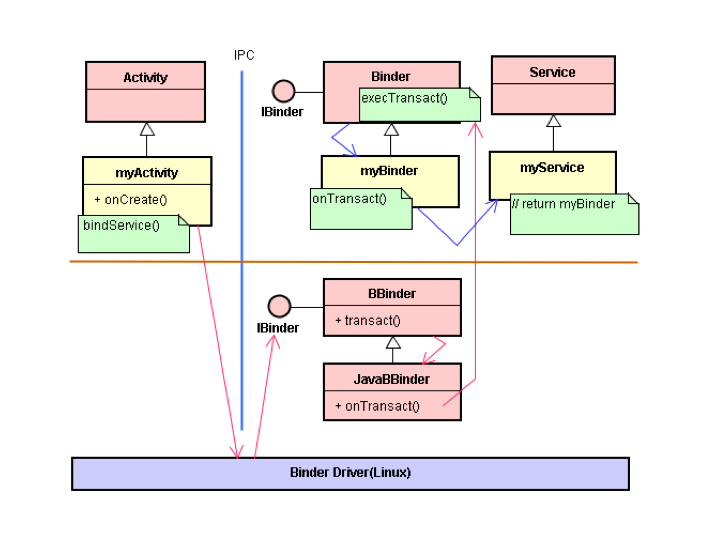 IPC
Activity
Binder
Service
execTransact()
IBinder
myActivity
myBinder
myService
+ onCreate()
onTransact()
// return myBinder
bindService()
BBinder
+ transact()
IBinder
JavaBBinder
+ onTransact()
Binder Driver(Linux)